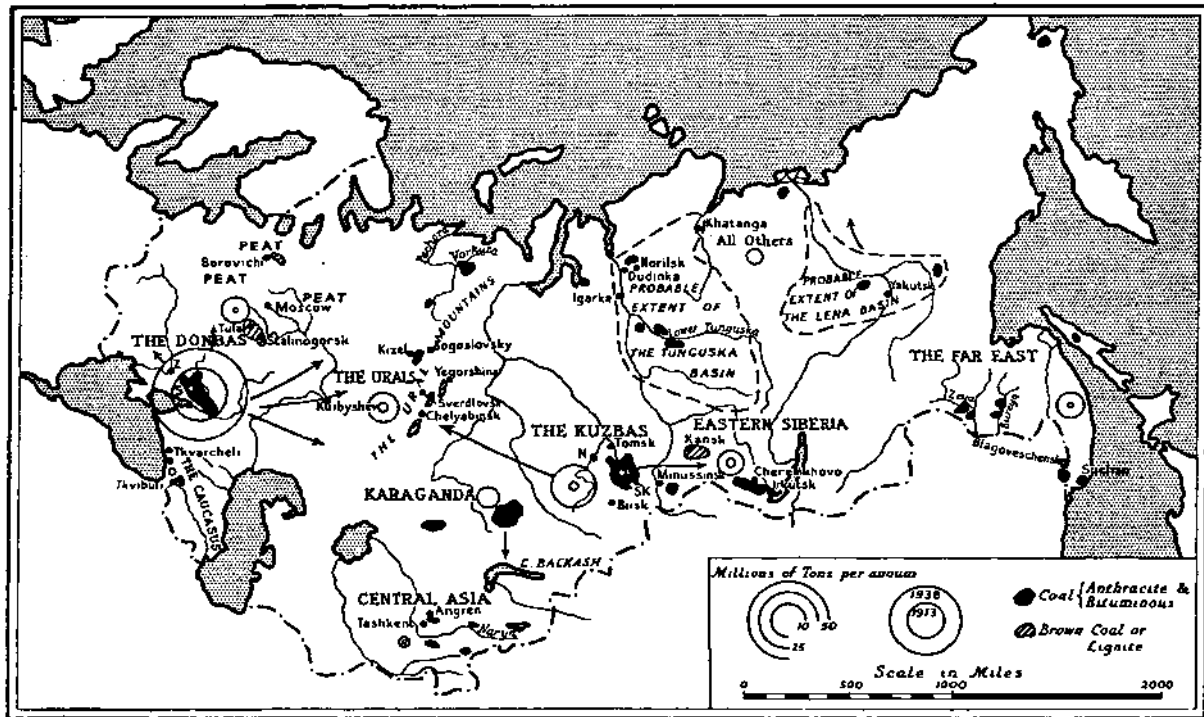 PEAT
Borovichi
PEAT
PEAT
Moscow
Tula
Stalinogorsk
THE DONBAS
Pechora
Vorkuta
MOUNTAINS
Kizel
Bogoslovsky
Yegorshino
THE URALS
Sverdlovsk
Kuibyshev
Chelyabinsk
THE URAL
Tkvarcheli
Tkvibuli
THE CAUCASUS
KARAGANDA
L. BACKASH
CENTRAL ASIA
Angren
Tashkent
Naryn
THE KUZBAS
Tomsk
N
SK
Biisk
Minussinsk
Kansk
EASTERN SIBERIA
Cheremkhovo
Irkutsk
Khatanga
All Others
Norilsk
Dudinka
Igarka
PROBABLE
EXTENT OF
Lower Tunguska
THE TUNGUSKA
BASIN
PROBABLE
EXTENT OF
THE LENA BASIN
Yakutsk
THE FAR EAST
Zeya
Bureya
Blagoveschensk
Suchan
Millions of Tons per annum
10
50
25
1938
1913
Coal { Anthracite &
Bituminous
Brown Coal or
Lignite
Scale in Miles
0 500 1000 2000